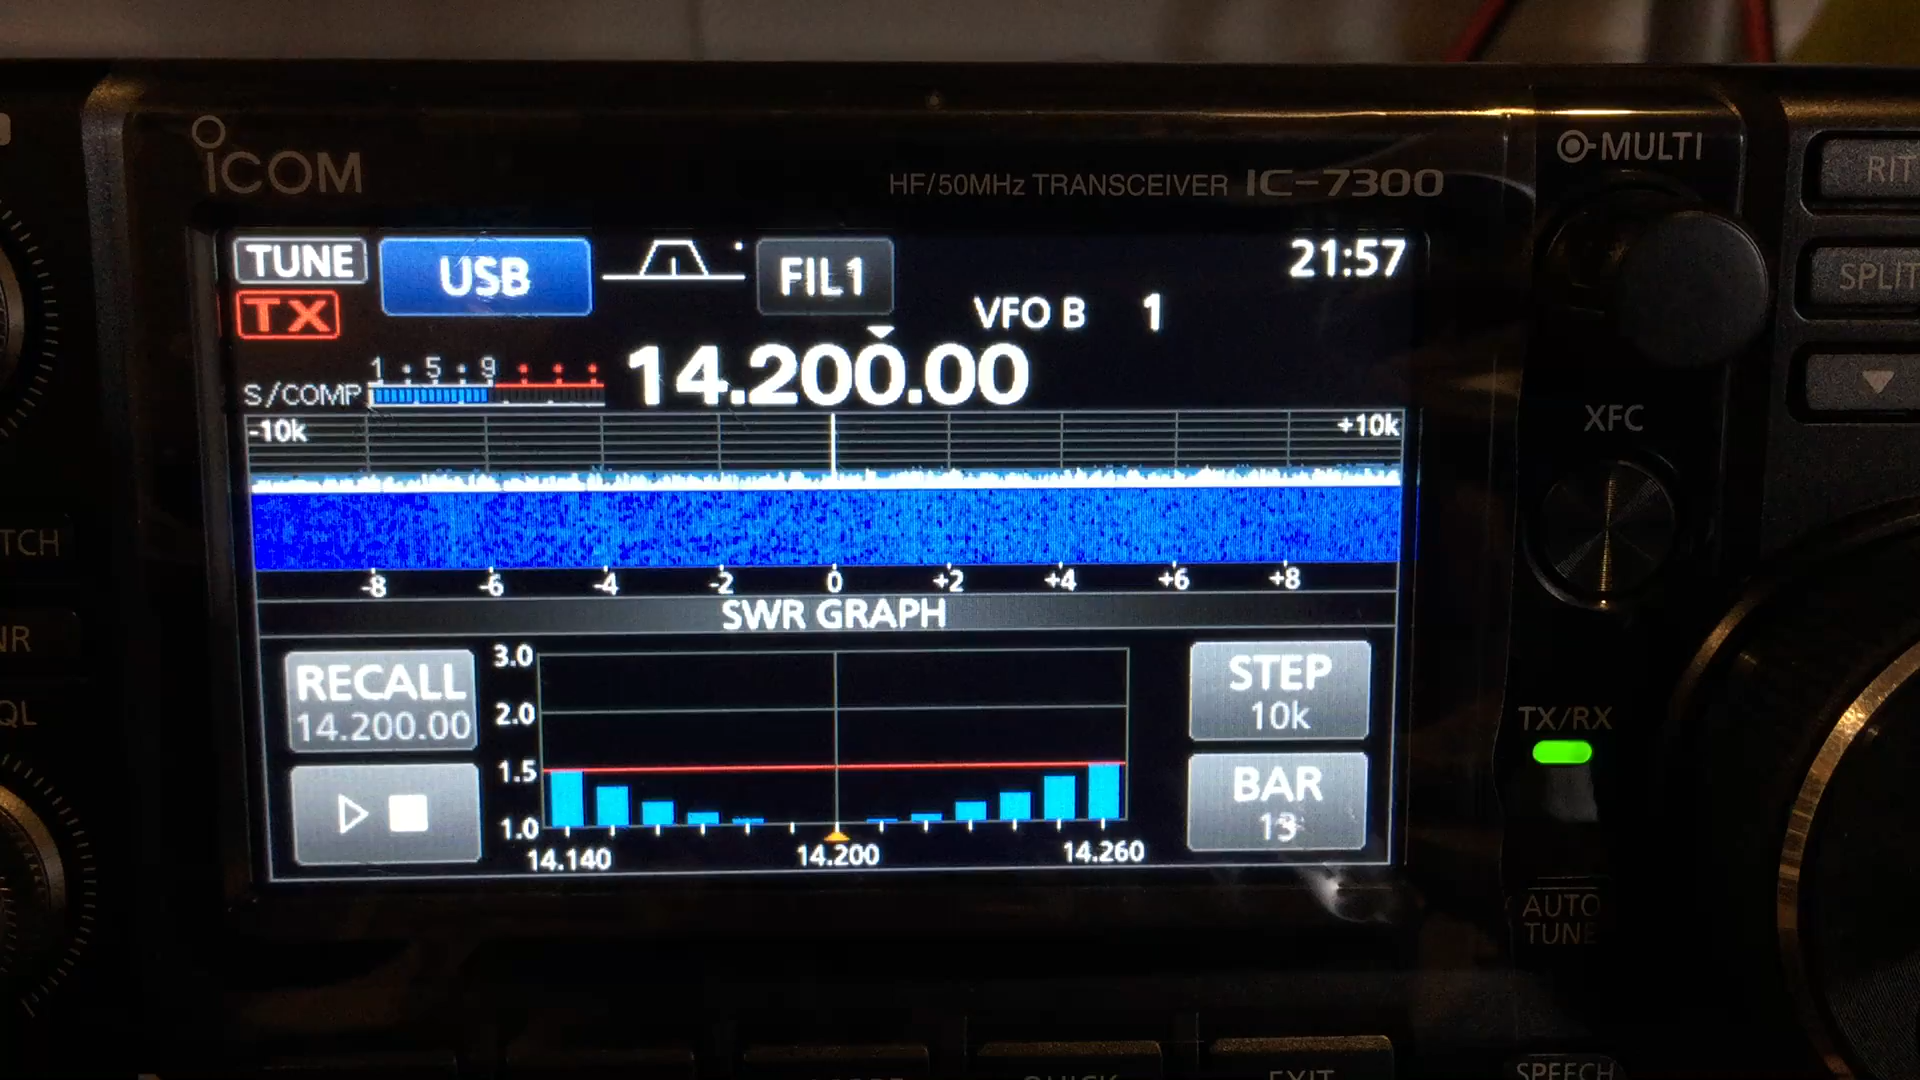 ICOM
HF/50MHz TRANSCEIVER IC-7300
MULTI
RIT
SPLIT
TUNE
USB
FIL1
21:57
TX
VFO B 1
1 5 9
S/COMP
14.200.00
-10k +10k
-8 -6 -4 -2 0 +2 +4 +6 +8
SWR GRAPH
RECALL
14.200.00
3.0
2.0
1.5
1.0
14.140 14.200 14.260
STEP
10k
BAR
13
XFC
TX/RX
AUTO
TUNE
TCH
NR
QL
QUICK
EXIT
SPEECH